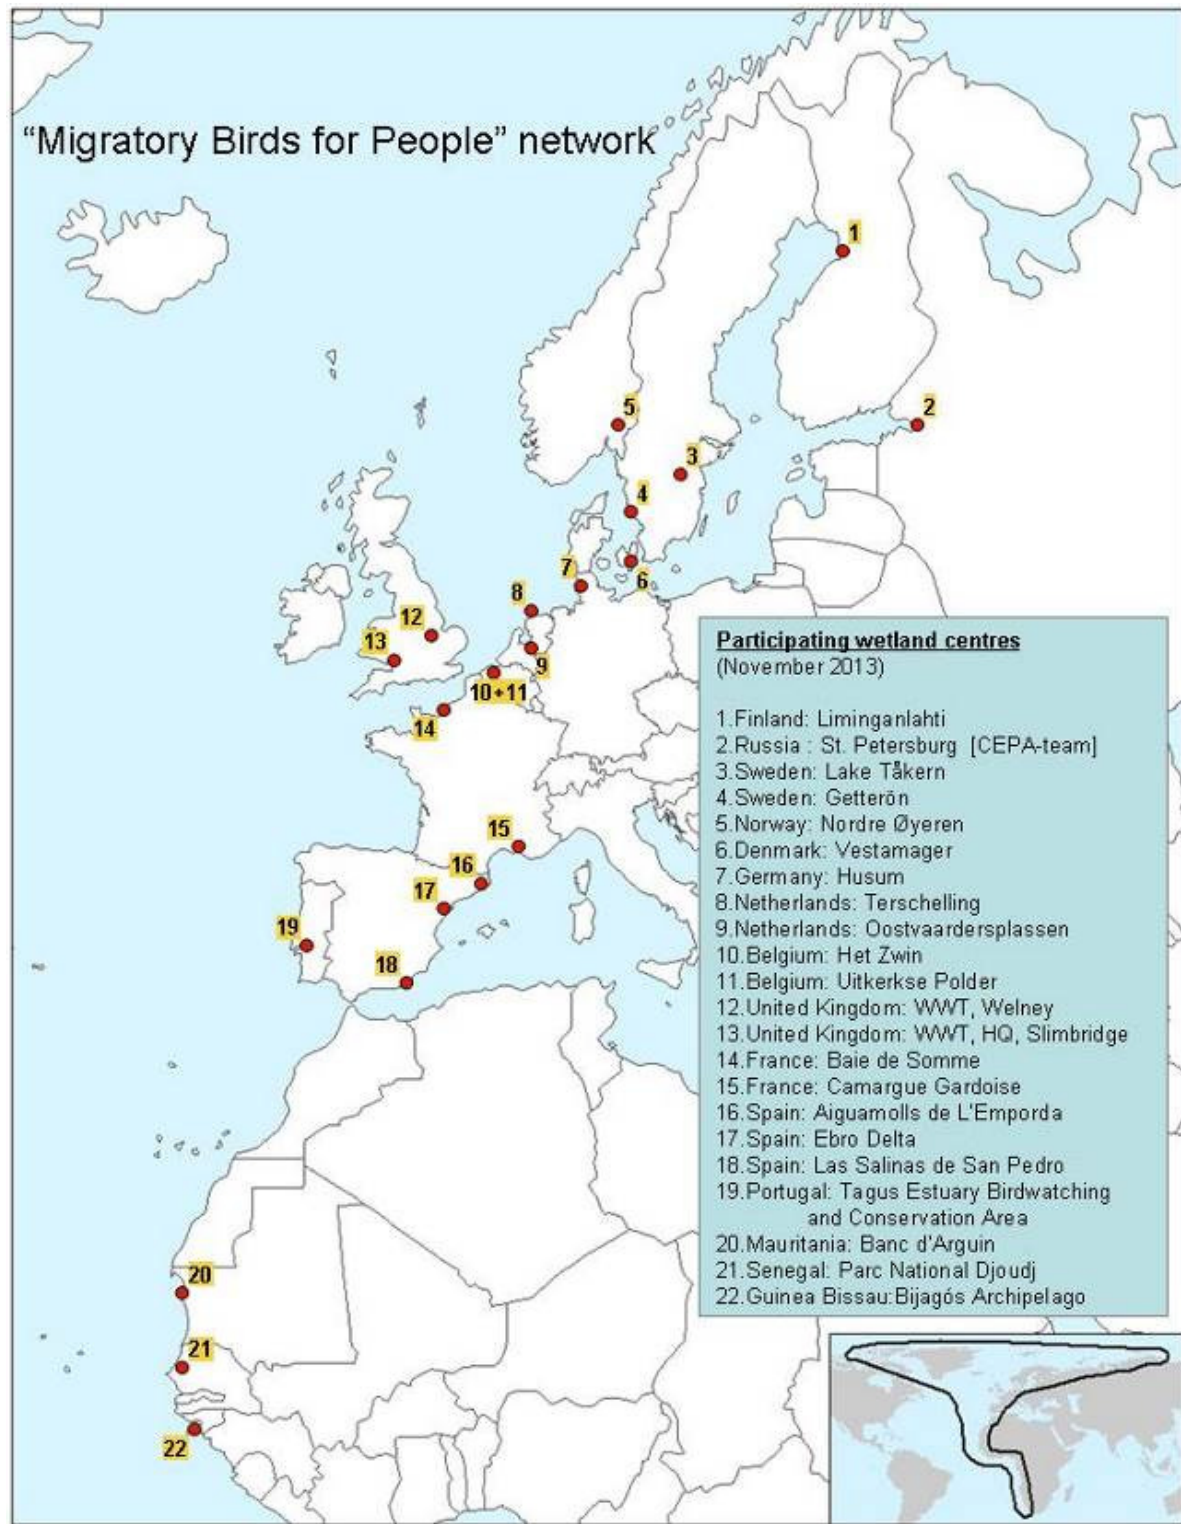 “Migratory Birds for People” network
1
2
5
3
4
7
6
8
12
13
9
10+11
14
15
16
17
19
18
20
21
22
Participating wetland centres
(November 2013)
1.Finland: Liminganlahti
2.Russia : St. Petersburg [CEPA-team]
3.Sweden: Lake Tåkern
4.Sweden: Getterön
5.Norway: Nordre Øyeren
6.Denmark: Vestamager
7.Germany: Husum
8.Netherlands: Terschelling
9.Netherlands: Oostvaardersplassen
10.Belgium: Het Zwin
11.Belgium: Uitkerkse Polder
12.United Kingdom: WWT, Welney
13.United Kingdom: WWT, HQ, Slimbridge
14.France: Baie de Somme
15.France: Camargue Gardoise
16.Spain: Aiguamolls de L'Emporda
17.Spain: Ebro Delta
18.Spain: Las Salinas de San Pedro
19.Portugal: Tagus Estuary Birdwatching
and Conservation Area
20.Mauritania: Banc d'Arguin
21.Senegal: Parc National Djoudj
22.Guinea Bissau:Bijagós Archipelago